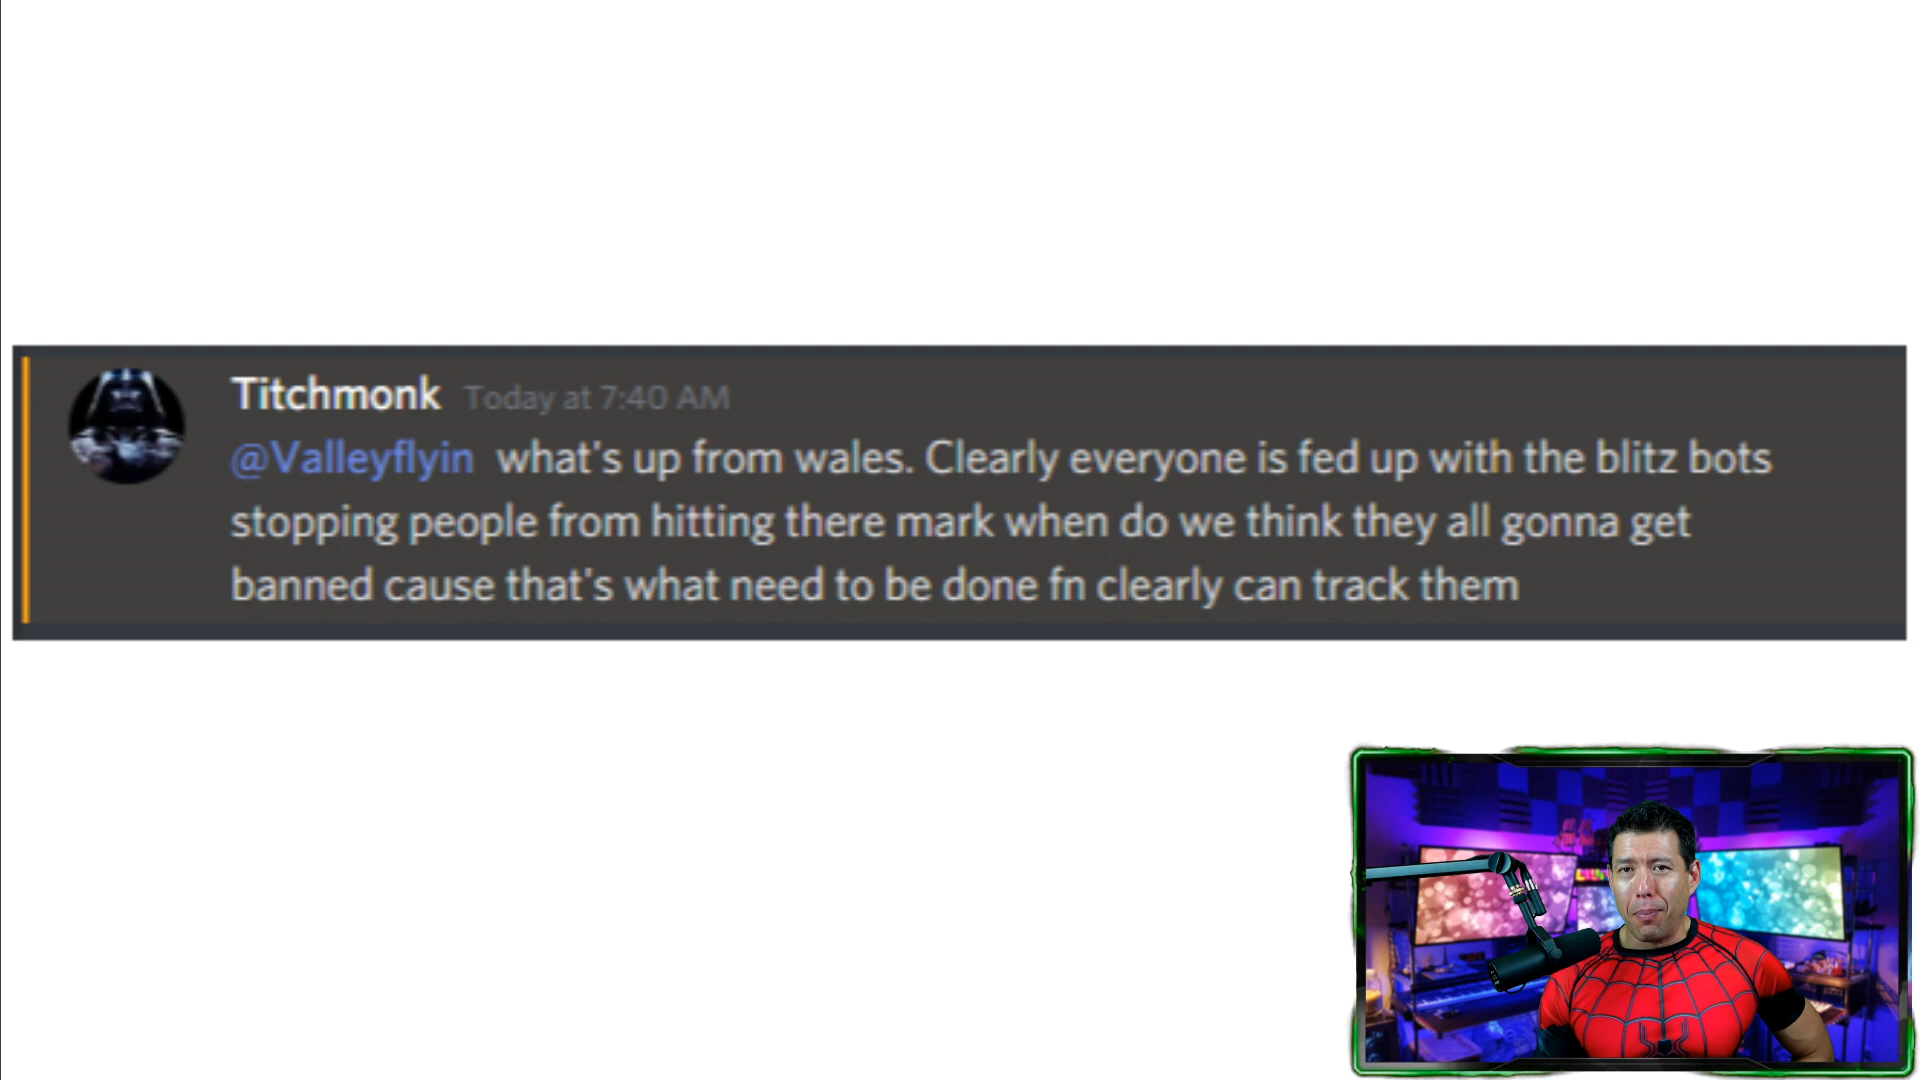 Titchmonk Today at 7:40 AM
@Valleyflyin what's up from wales. Clearly everyone is fed up with the blitz bots
stopping people from hitting there mark when do we think they all gonna get
banned cause that's what need to be done fn clearly can track them